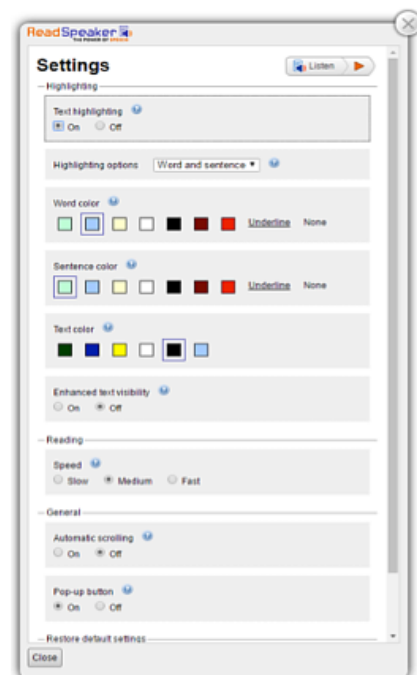 ReadSpeaker
THE POWER OF SPEECH
Settings
Listen
Highlighting
Text highlighting
On Off
Highlighting options Word and sentence
Word color
Underline None
Sentence color
Underline None
Text color
Enhanced text visibility
On Off
Reading
Speed
Slow Medium Fast
General
Automatic scrolling
On Off
Pop-up button
On Off
Restore default settings
Close